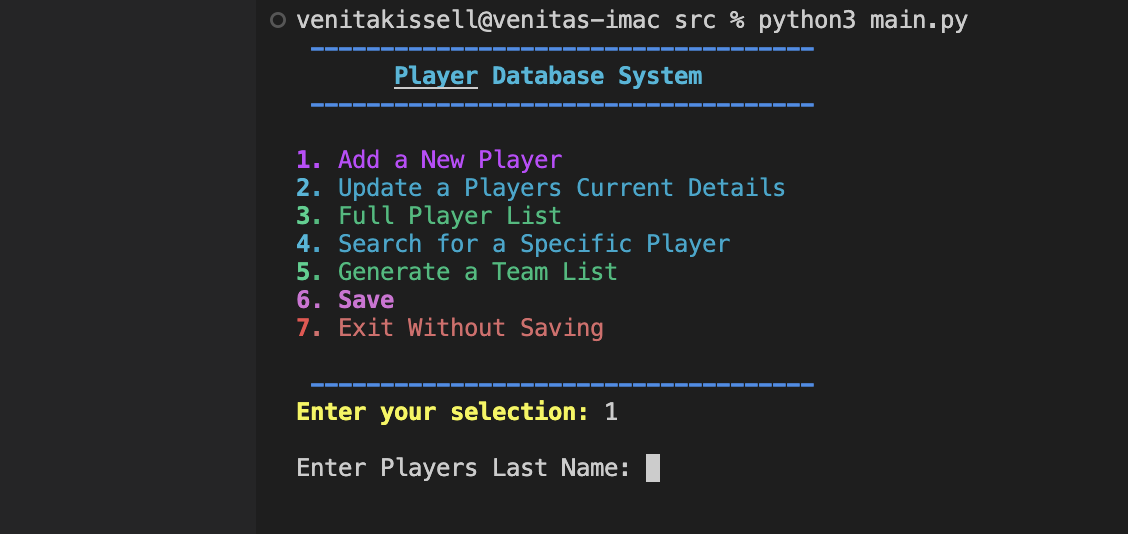 venitakissell@venitas-imac src % python3 main.py
————————————————————————————————————
Player Database System
————————————————————————————————————
1. Add a New Player
2. Update a Players Current Details
3. Full Player List
4. Search for a Specific Player
5. Generate a Team List
6. Save
7. Exit Without Saving
————————————————————————————————————
Enter your selection: 1
Enter Players Last Name: